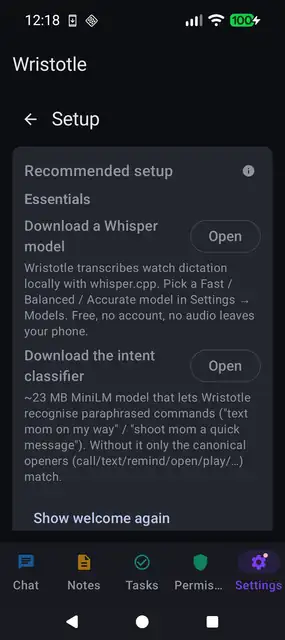 12:18
100
Wristotle
← Setup
Recommended setup
Essentials
Download a Whisper
model
Open
Wristotle transcribes watch dictation
locally with whisper.cpp. Pick a Fast /
Balanced / Accurate model in Settings →
Models. Free, no account, no audio leaves
your phone.
Download the intent
classifier
Open
~23 MB MiniLM model that lets Wristotle
recognise paraphrased commands ("text
mom on my way" / "shoot mom a quick
message"). Without it only the canonical
openers (call/text/remind/open/play/…)
match.
Show welcome again
Chat
Notes
Tasks
Permis…
Settings